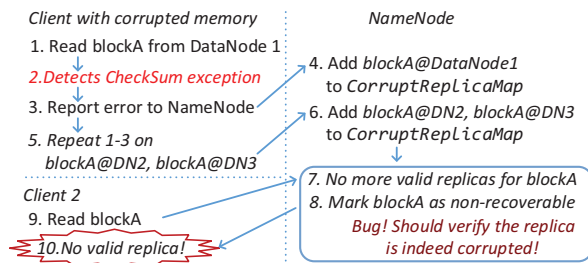 Client with corrupted memory
1. Read blockA from DataNode 1
2.Detects CheckSum exception
3. Report error to NameNode
5. Repeat 1-3 on
blockA@DN2, blockA@DN3
NameNode
4. Add blockA@DataNode1
to CorruptReplicaMap
6. Add blockA@DN2, blockA@DN3
to CorruptReplicaMap
7. No more valid replicas for blockA
8. Mark blockA as non-recoverable
Bug! Should verify the replica
is indeed corrupted!
Client 2
9. Read blockA
10.No valid replica!